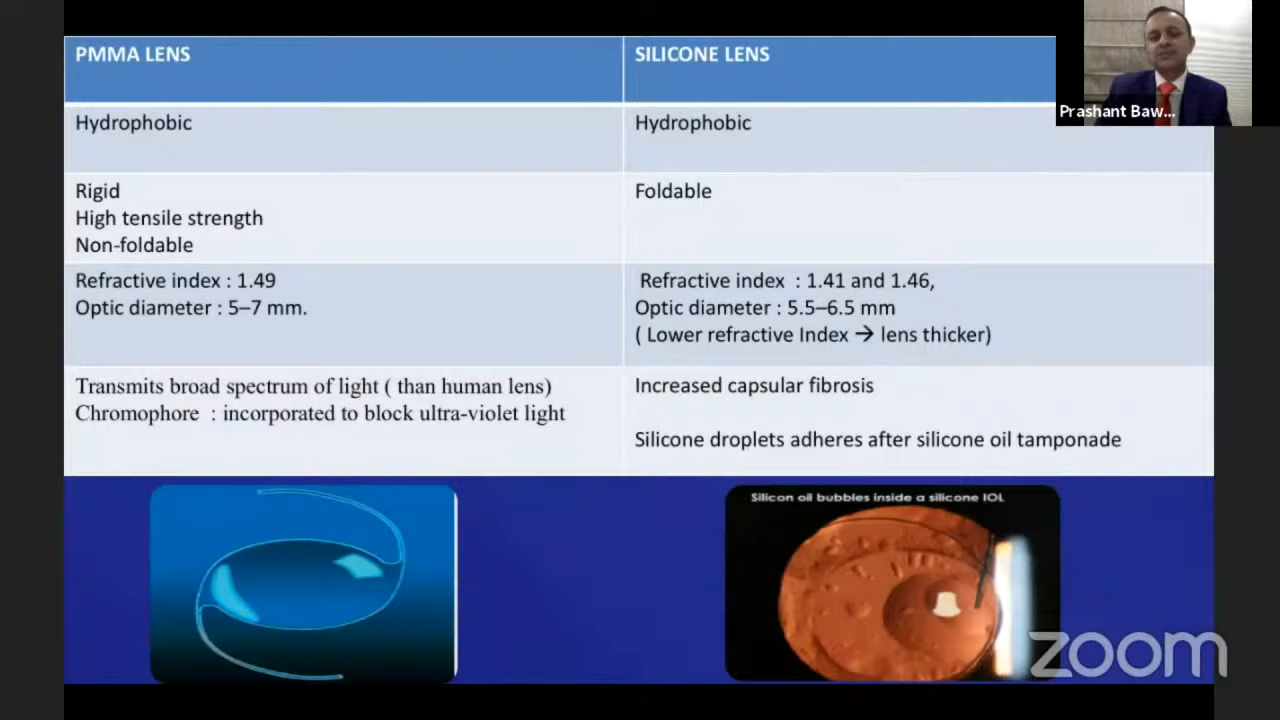 PMMA LENS
SILICONE LENS
Prashant Baw...
Hydrophobic
Hydrophobic
Rigid
High tensile strength
Non-foldable
Foldable
Refractive index : 1.49
Optic diameter : 5–7 mm.
Refractive index : 1.41 and 1.46,
Optic diameter : 5.5–6.5 mm
( Lower refractive Index → lens thicker)
Transmits broad spectrum of light ( than human lens)
Chromophore : incorporated to block ultra-violet light
Increased capsular fibrosis
Silicone droplets adheres after silicone oil tamponade
Silicon oil bubbles inside a silicone IOL
zoom